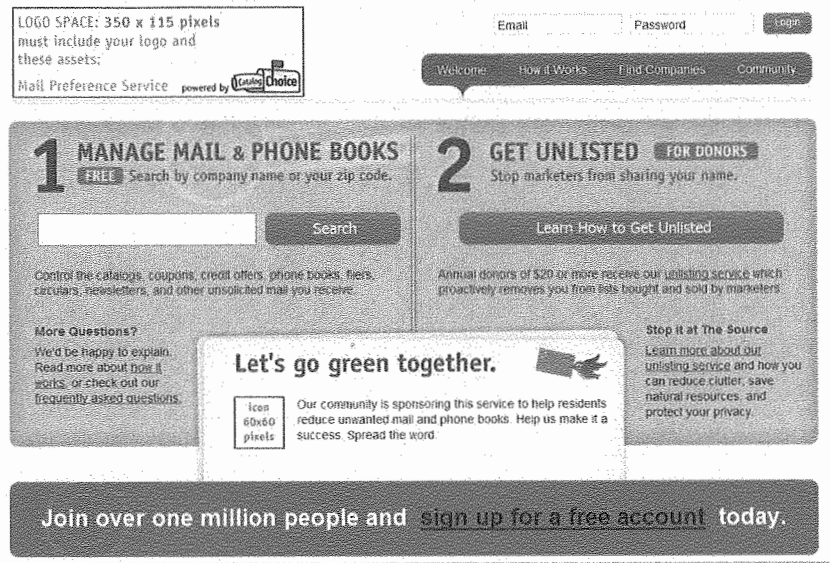 LOGO SPACE: 350 x 115 pixels
must include your logo and
these assets:
Mail Preference Service powered by Catalog Choice
Email Password Login
Welcome How it Works Find Companies Community
1 MANAGE MAIL & PHONE BOOKS
FREE Search by company name or your zip code.
Search
Control the catalogs, coupons, credit offers, phone books, fliers,
circulars, newsletters, and other unsolicited mail you receive.
2 GET UNLISTED FOR DONORS
Stop marketers from sharing your name.
Learn How to Get Unlisted
Annual donors of $20 or more receive our unlisting service which
proactively removes you from lists bought and sold by marketers.
More Questions?
We'd be happy to explain.
Read more about how it
works, or check out our
frequently asked questions.
Let's go green together.
icon
60x60
pixels
Our community is sponsoring this service to help residents
reduce unwanted mail and phone books. Help us make it a
success. Spread the word.
Stop it at The Source
Learn more about our
unlisting service and how you
can reduce clutter, save
natural resources, and
protect your privacy.
Join over one million people and sign up for a free account today.